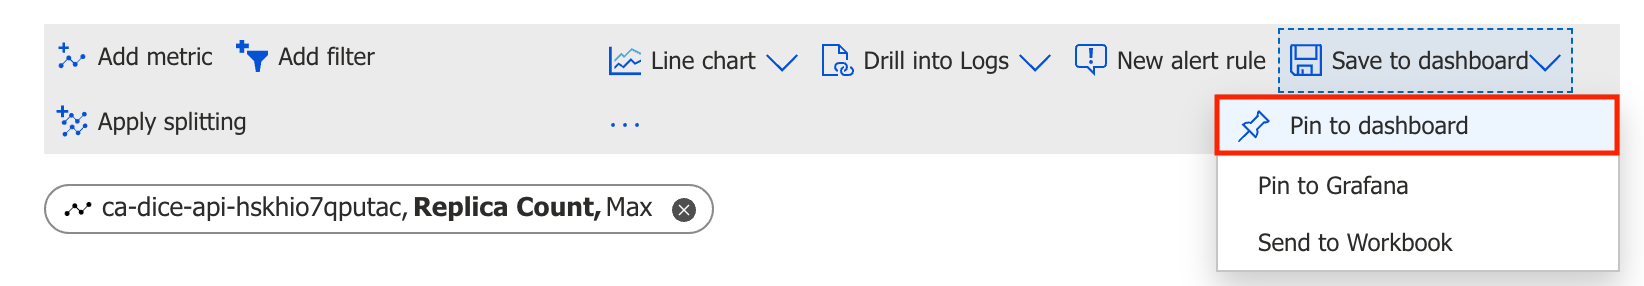 Add metric
Add filter
Line chart
Drill into Logs
New alert rule
Save to dashboard
Apply splitting
...
Pin to dashboard
Pin to Grafana
Send to Workbook
ca-dice-api-hskhio7qputac, Replica Count, Max